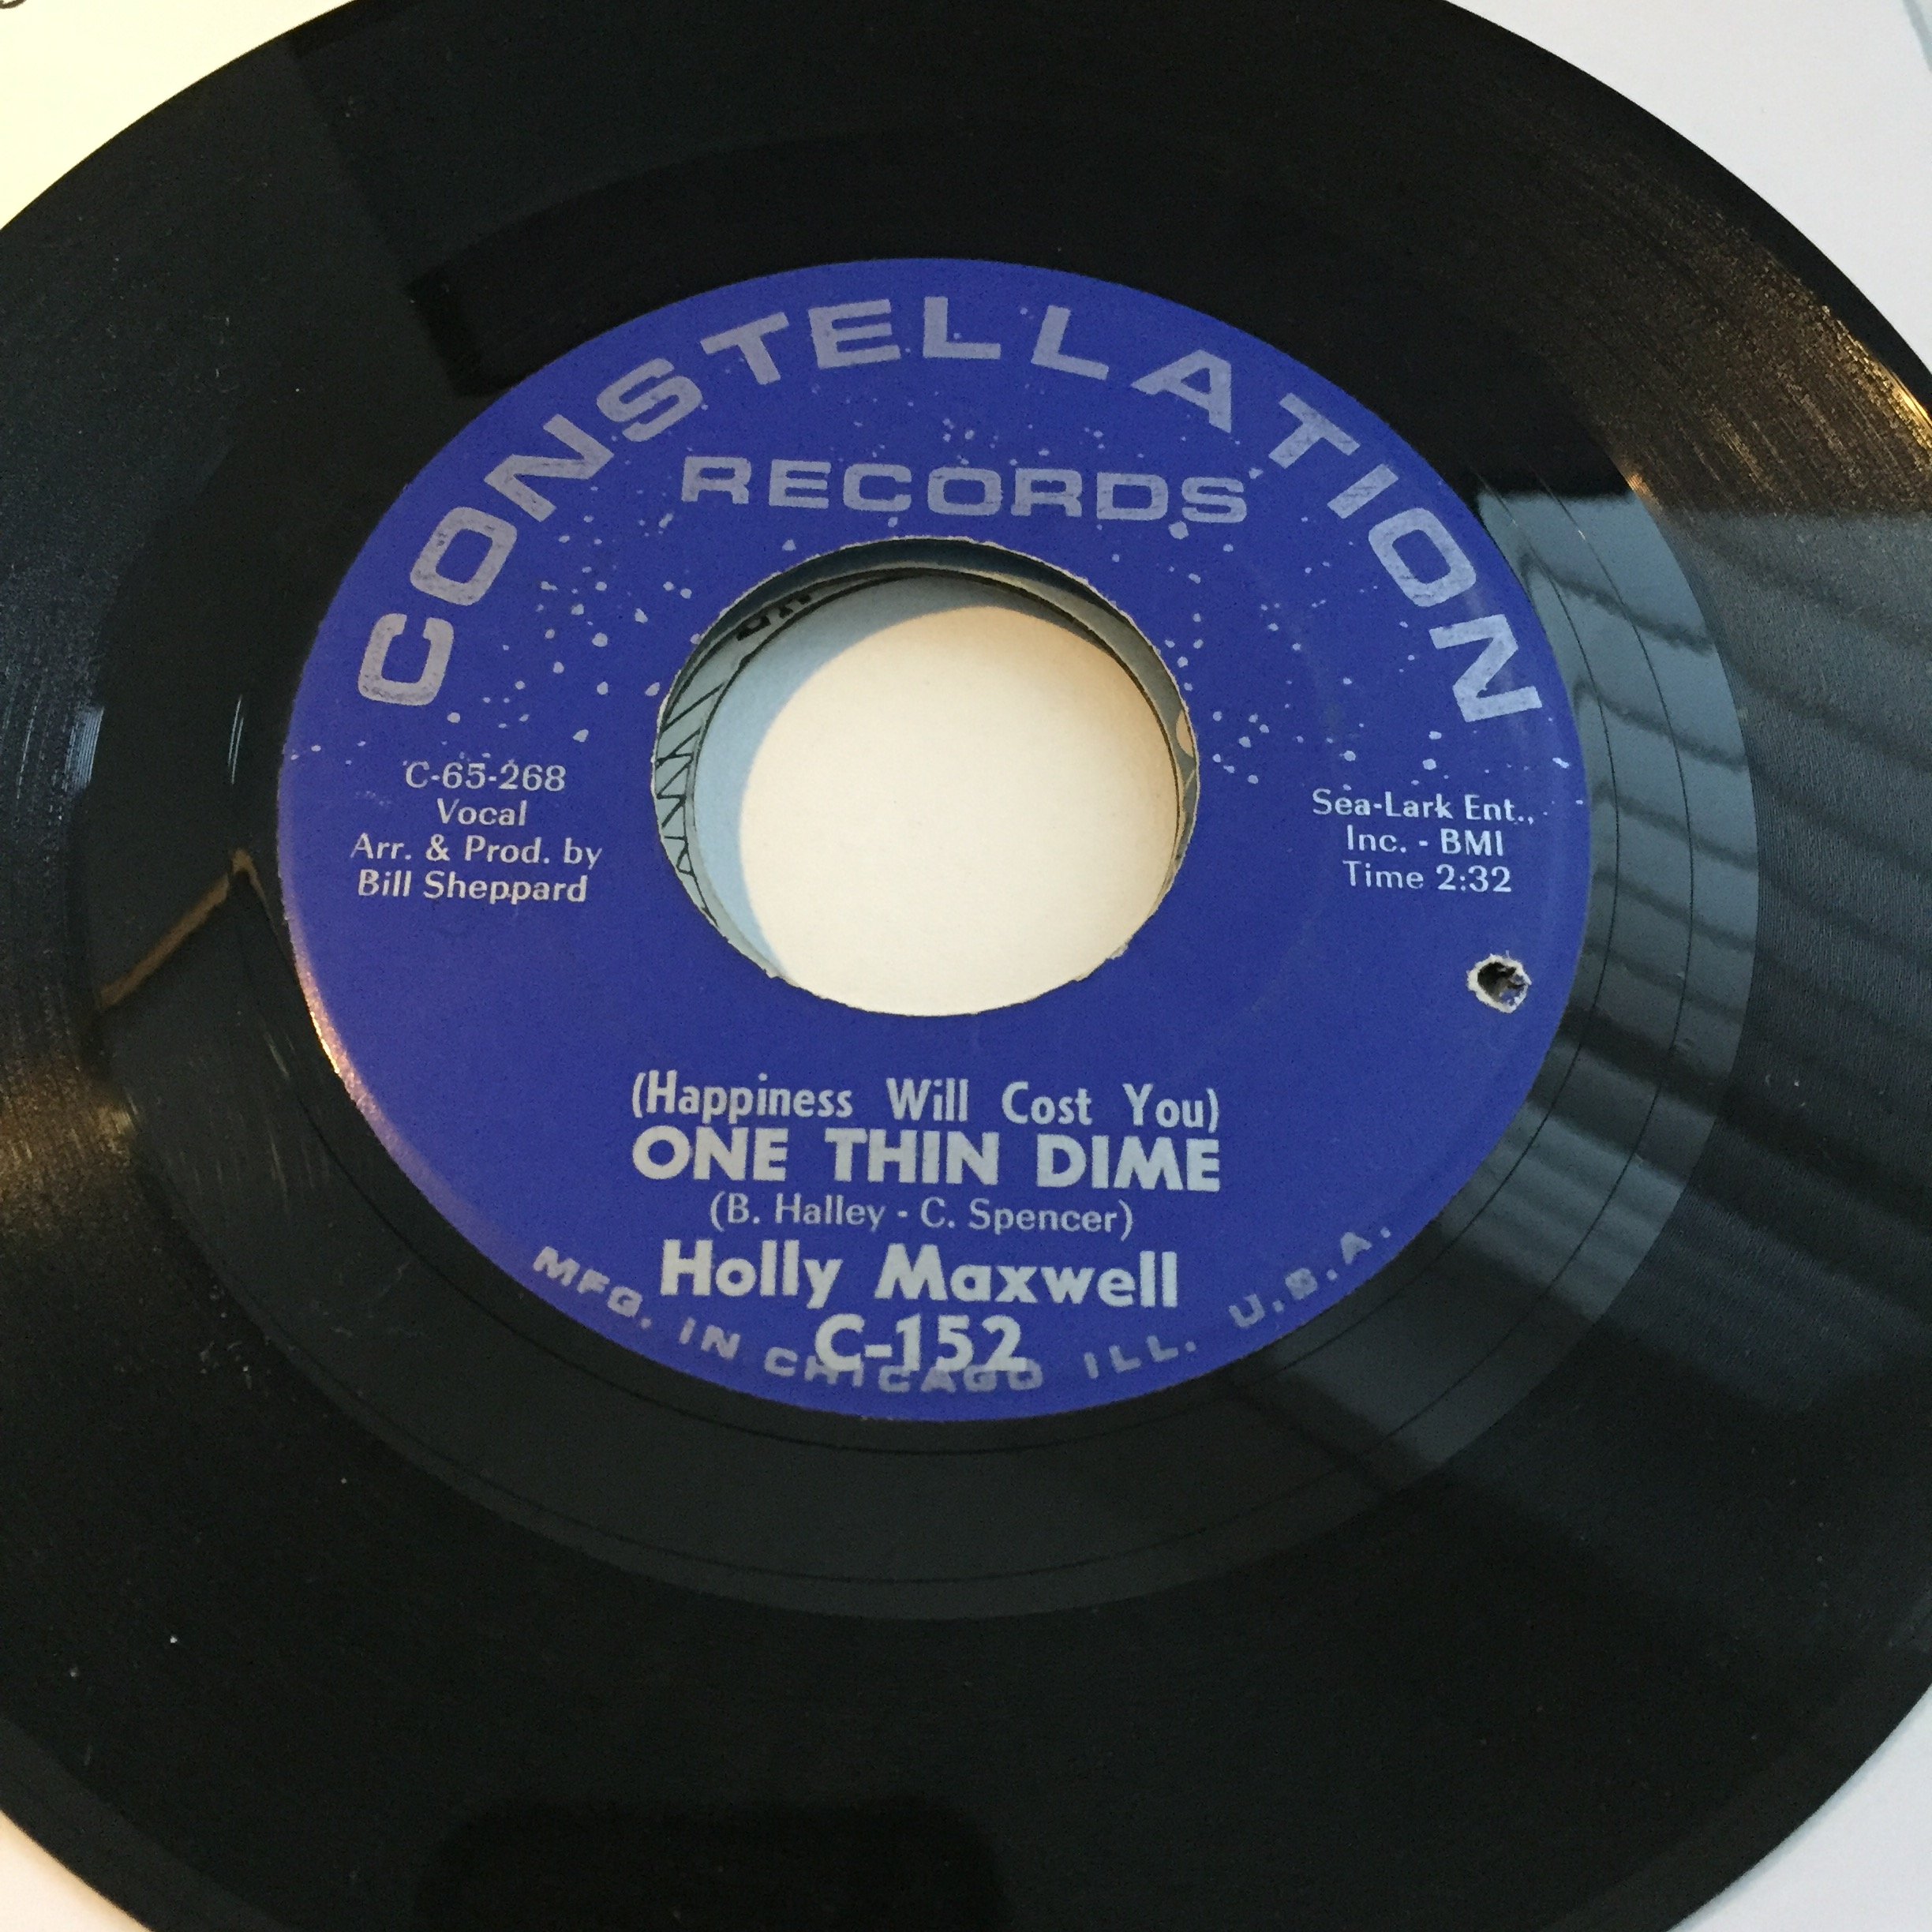 CONSTELLATION
RECORDS
C-65-268
Vocal
Arr. & Prod. by
Bill Sheppard
Sea-Lark Ent.,
Inc. - BMI
Time 2:32
(Happiness Will Cost You)
ONE THIN DIME
(B. Halley - C. Spencer)
Holly Maxwell
C-152
MFG. IN CHICAGO ILL. U.S.A.